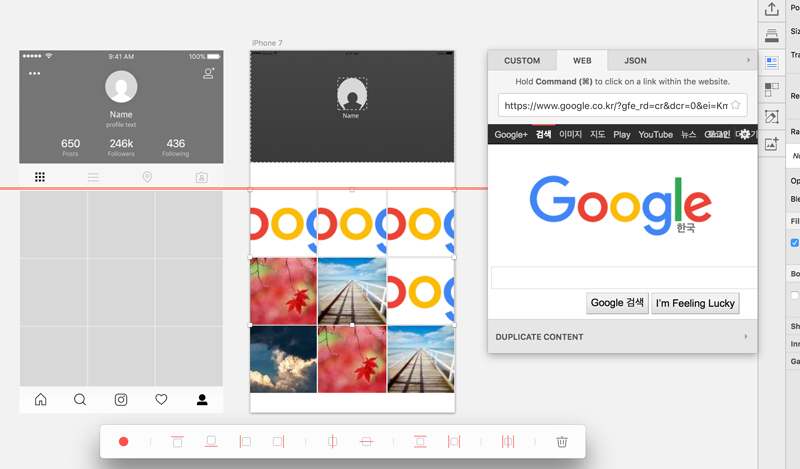 iPhone 7
9:41 AM
100%
Name
profile text
650
246k
436
Posts
Followers
Following
Name
CUSTOM
WEB
JSON
Hold Command (⌘) to click on a link within the website.
https://www.google.co.kr/?gfe_rd=cr&dcr=0&ei=Km
Google+ 검색 이미지 지도 Play YouTube 뉴스
Google
한국
Google 검색
I'm Feeling Lucky
DUPLICATE CONTENT
Po
Siz
Tra
Re
Ra
Op
Ble
Fil
Bo
Sh
Inn
Ga